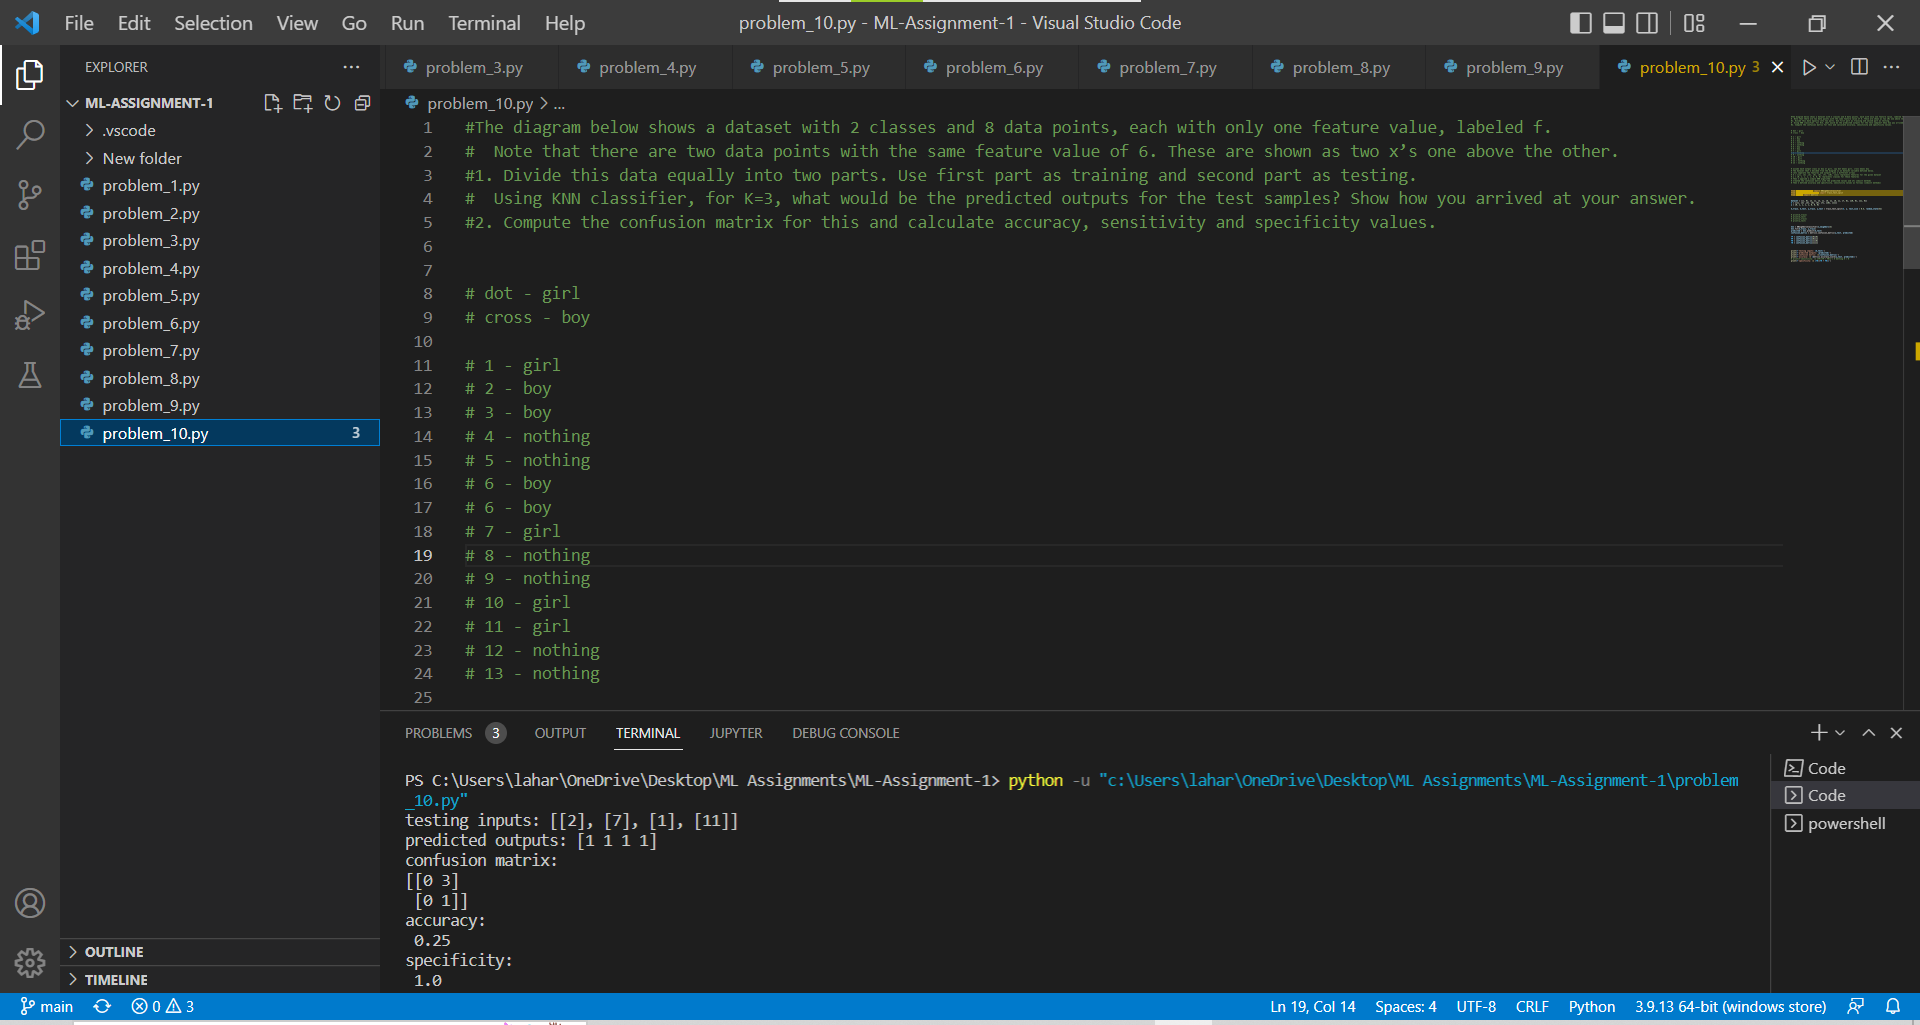 File Edit Selection View Go Run Terminal Help
problem_10.py - ML-Assignment-1 - Visual Studio Code
EXPLORER
ML-ASSIGNMENT-1
.vscode
New folder
problem_1.py
problem_2.py
problem_3.py
problem_4.py
problem_5.py
problem_6.py
problem_7.py
problem_8.py
problem_9.py
problem_10.py 3
OUTLINE
TIMELINE
problem_3.py problem_4.py problem_5.py problem_6.py problem_7.py problem_8.py problem_9.py problem_10.py 3
problem_10.py > ...
1 #The diagram below shows a dataset with 2 classes and 8 data points, each with only one feature value, labeled f.
2 #  Note that there are two data points with the same feature value of 6. These are shown as two x’s one above the other.
3 #1. Divide this data equally into two parts. Use first part as training and second part as testing.
4 #  Using KNN classifier, for K=3, what would be the predicted outputs for the test samples? Show how you arrived at your answer.
5 #2. Compute the confusion matrix for this and calculate accuracy, sensitivity and specificity values.
6
7
8 # dot - girl
9 # cross - boy
10
11 # 1 - girl
12 # 2 - boy
13 # 3 - boy
14 # 4 - nothing
15 # 5 - nothing
16 # 6 - boy
17 # 6 - boy
18 # 7 - girl
19 # 8 - nothing
20 # 9 - nothing
21 # 10 - girl
22 # 11 - girl
23 # 12 - nothing
24 # 13 - nothing
25
PROBLEMS 3 OUTPUT TERMINAL JUPYTER DEBUG CONSOLE
PS C:\Users\lahar\OneDrive\Desktop\ML Assignments\ML-Assignment-1> python -u "c:\Users\lahar\OneDrive\Desktop\ML Assignments\ML-Assignment-1\problem
_10.py"
testing inputs: [[2], [7], [1], [11]]
predicted outputs: [1 1 1 1]
confusion matrix:
[[0 3]
 [0 1]]
accuracy:
 0.25
specificity:
 1.0
Code
Code
powershell
main 0 3 Ln 19, Col 14 Spaces: 4 UTF-8 CRLF Python 3.9.13 64-bit (windows store)